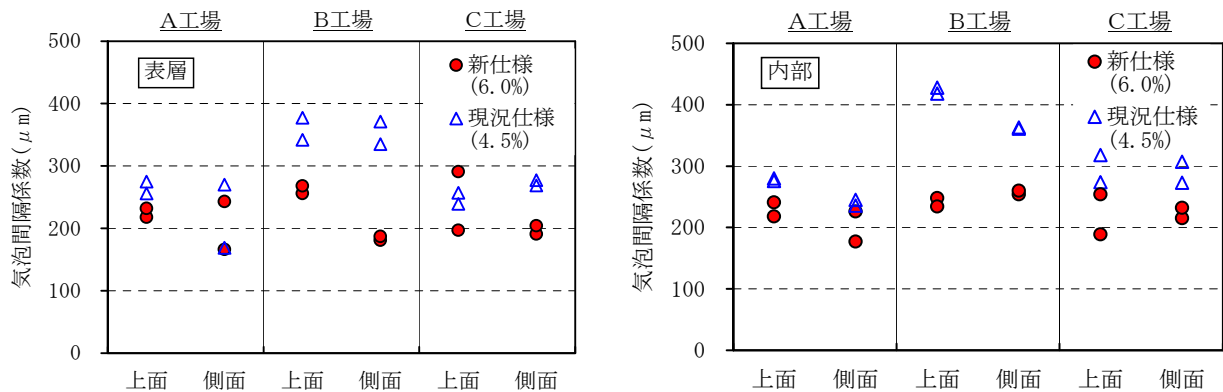 A工場 B工場 C工場
気泡間隔係数(μm)
500
400
300
200
100
0
表層
新仕様
(6.0%)
現況仕様
(4.5%)
上面 側面 上面 側面 上面 側面
A工場 B工場 C工場
気泡間隔係数(μm)
500
400
300
200
100
0
内部
新仕様
(6.0%)
現況仕様
(4.5%)
上面 側面 上面 側面 上面 側面